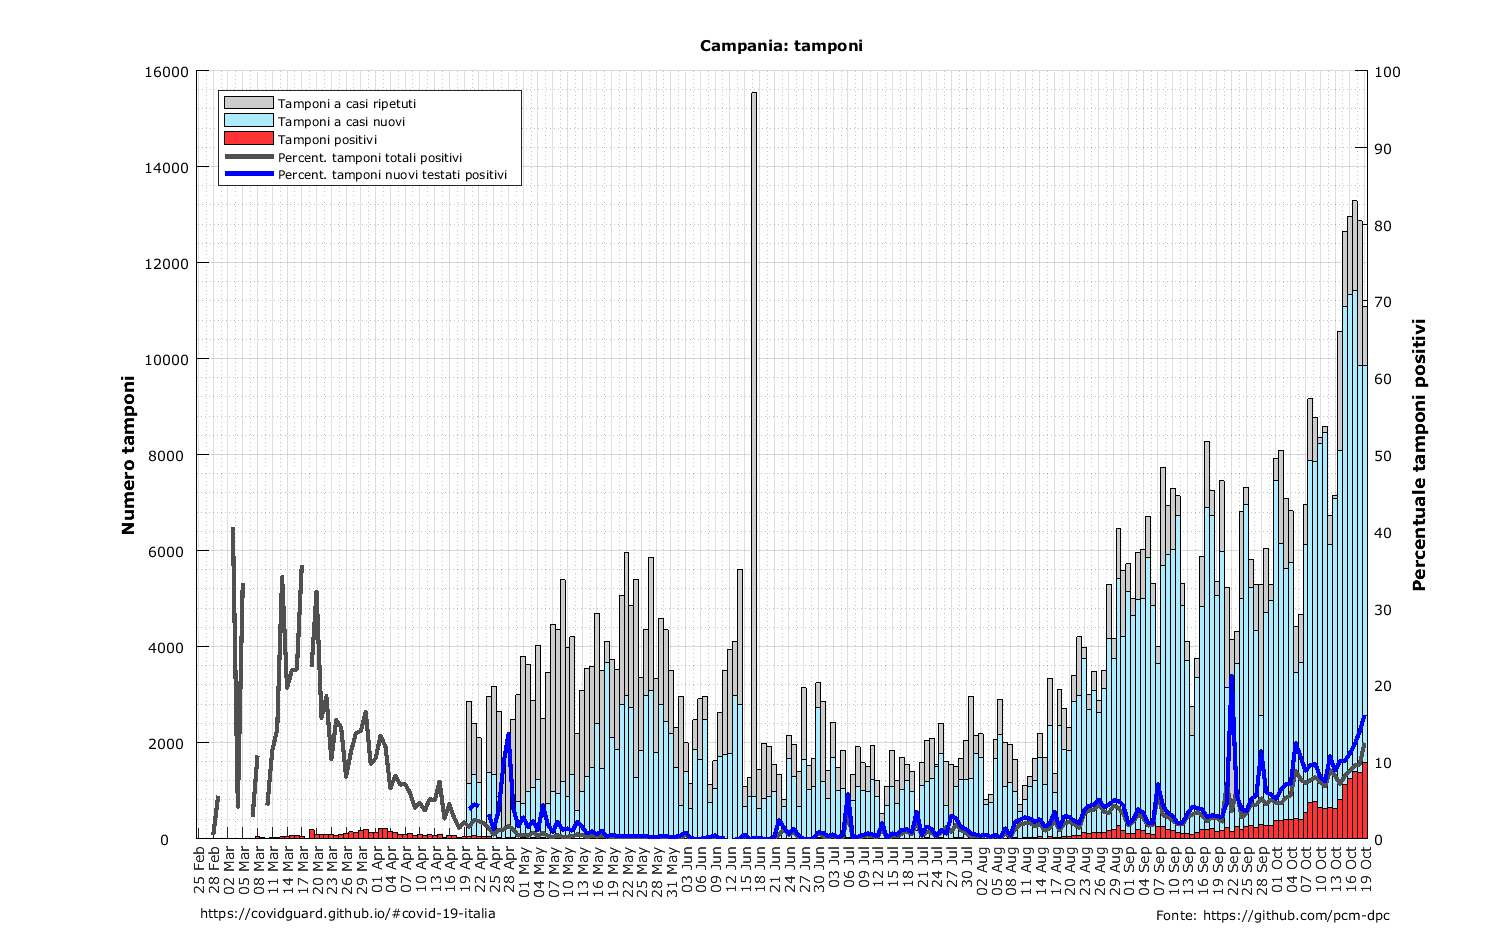 Campania: tamponi
16000
14000
12000
10000
8000
6000
4000
2000
0
Numero tamponi
Tamponi a casi ripetuti
Tamponi a casi nuovi
Tamponi positivi
Percent. tamponi totali positivi
Percent. tamponi nuovi testati positivi
100
90
80
70
60
50
40
30
20
10
0
Percentuale tamponi positivi
25 Feb
28 Feb
02 Mar
05 Mar
08 Mar
11 Mar
14 Mar
17 Mar
20 Mar
23 Mar
26 Mar
29 Mar
01 Apr
04 Apr
07 Apr
10 Apr
13 Apr
16 Apr
19 Apr
22 Apr
25 Apr
28 Apr
01 May
04 May
07 May
10 May
13 May
16 May
19 May
22 May
25 May
28 May
31 May
03 Jun
06 Jun
09 Jun
12 Jun
15 Jun
18 Jun
21 Jun
24 Jun
27 Jun
30 Jun
03 Jul
06 Jul
09 Jul
12 Jul
15 Jul
18 Jul
21 Jul
24 Jul
27 Jul
30 Jul
02 Aug
05 Aug
08 Aug
11 Aug
14 Aug
17 Aug
20 Aug
23 Aug
26 Aug
29 Aug
01 Sep
04 Sep
07 Sep
10 Sep
13 Sep
16 Sep
19 Sep
22 Sep
25 Sep
28 Sep
01 Oct
04 Oct
07 Oct
10 Oct
13 Oct
16 Oct
19 Oct
https://covidguard.github.io/#covid-19-italia
Fonte: https://github.com/pcm-dpc